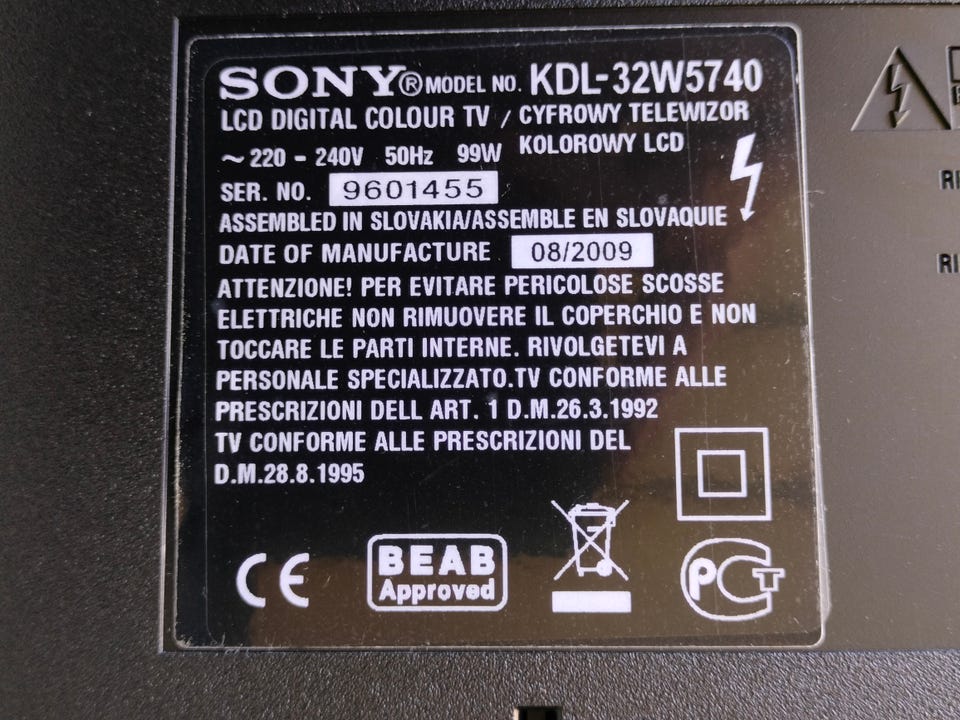 SONY® MODEL NO. KDL-32W5740
LCD DIGITAL COLOUR TV / CYFROWY TELEWIZOR
KOLOROWY LCD
~ 220 - 240V 50Hz 99W
SER. NO. 9601455
ASSEMBLED IN SLOVAKIA/ASSEMBLE EN SLOVAQUIE
DATE OF MANUFACTURE 08/2009
ATTENZIONE! PER EVITARE PERICOLOSE SCOSSE
ELETTRICHE NON RIMUOVERE IL COPERCHIO E NON
TOCCARE LE PARTI INTERNE. RIVOLGETEVI A
PERSONALE SPECIALIZZATO.TV CONFORME ALLE
PRESCRIZIONI DELL ART. 1 D.M.26.3.1992
TV CONFORME ALLE PRESCRIZIONI DEL
D.M.28.8.1995
CE
BEAB
Approved
PCT